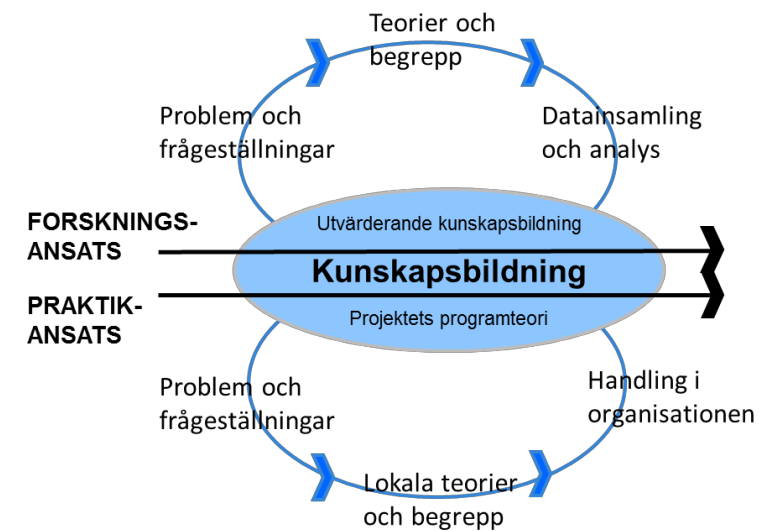 Teorier och
begrepp
Problem och
frågeställningar
Datainsamling
och analys
FORSKNINGS-
ANSATS
Utvärderande kunskapsbildning
Kunskapsbildning
PRAKTIK-
ANSATS
Projektets programteori
Problem och
frågeställningar
Handling i
organisationen
Lokala teorier
och begrepp